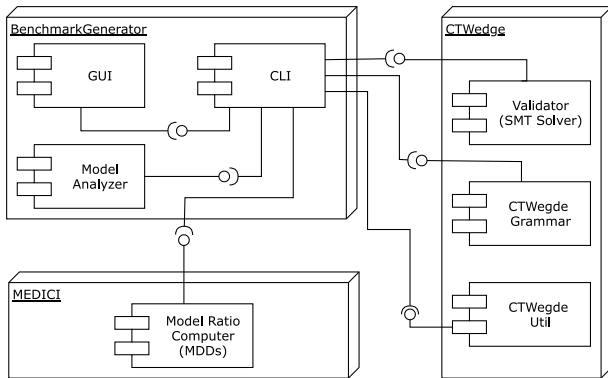 BenchmarkGenerator
GUI
CLI
Model
Analyzer
CTWedge
Validator
(SMT Solver)
CTWegde
Grammar
CTWegde
Util
MEDICI
Model Ratio
Computer
(MDDs)